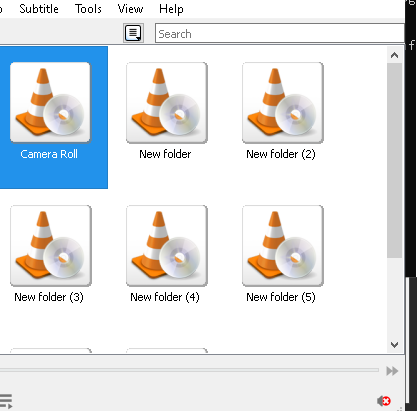 Subtitle Tools View Help
Search
Camera Roll New folder New folder (2)
New folder (3) New folder (4) New folder (5)